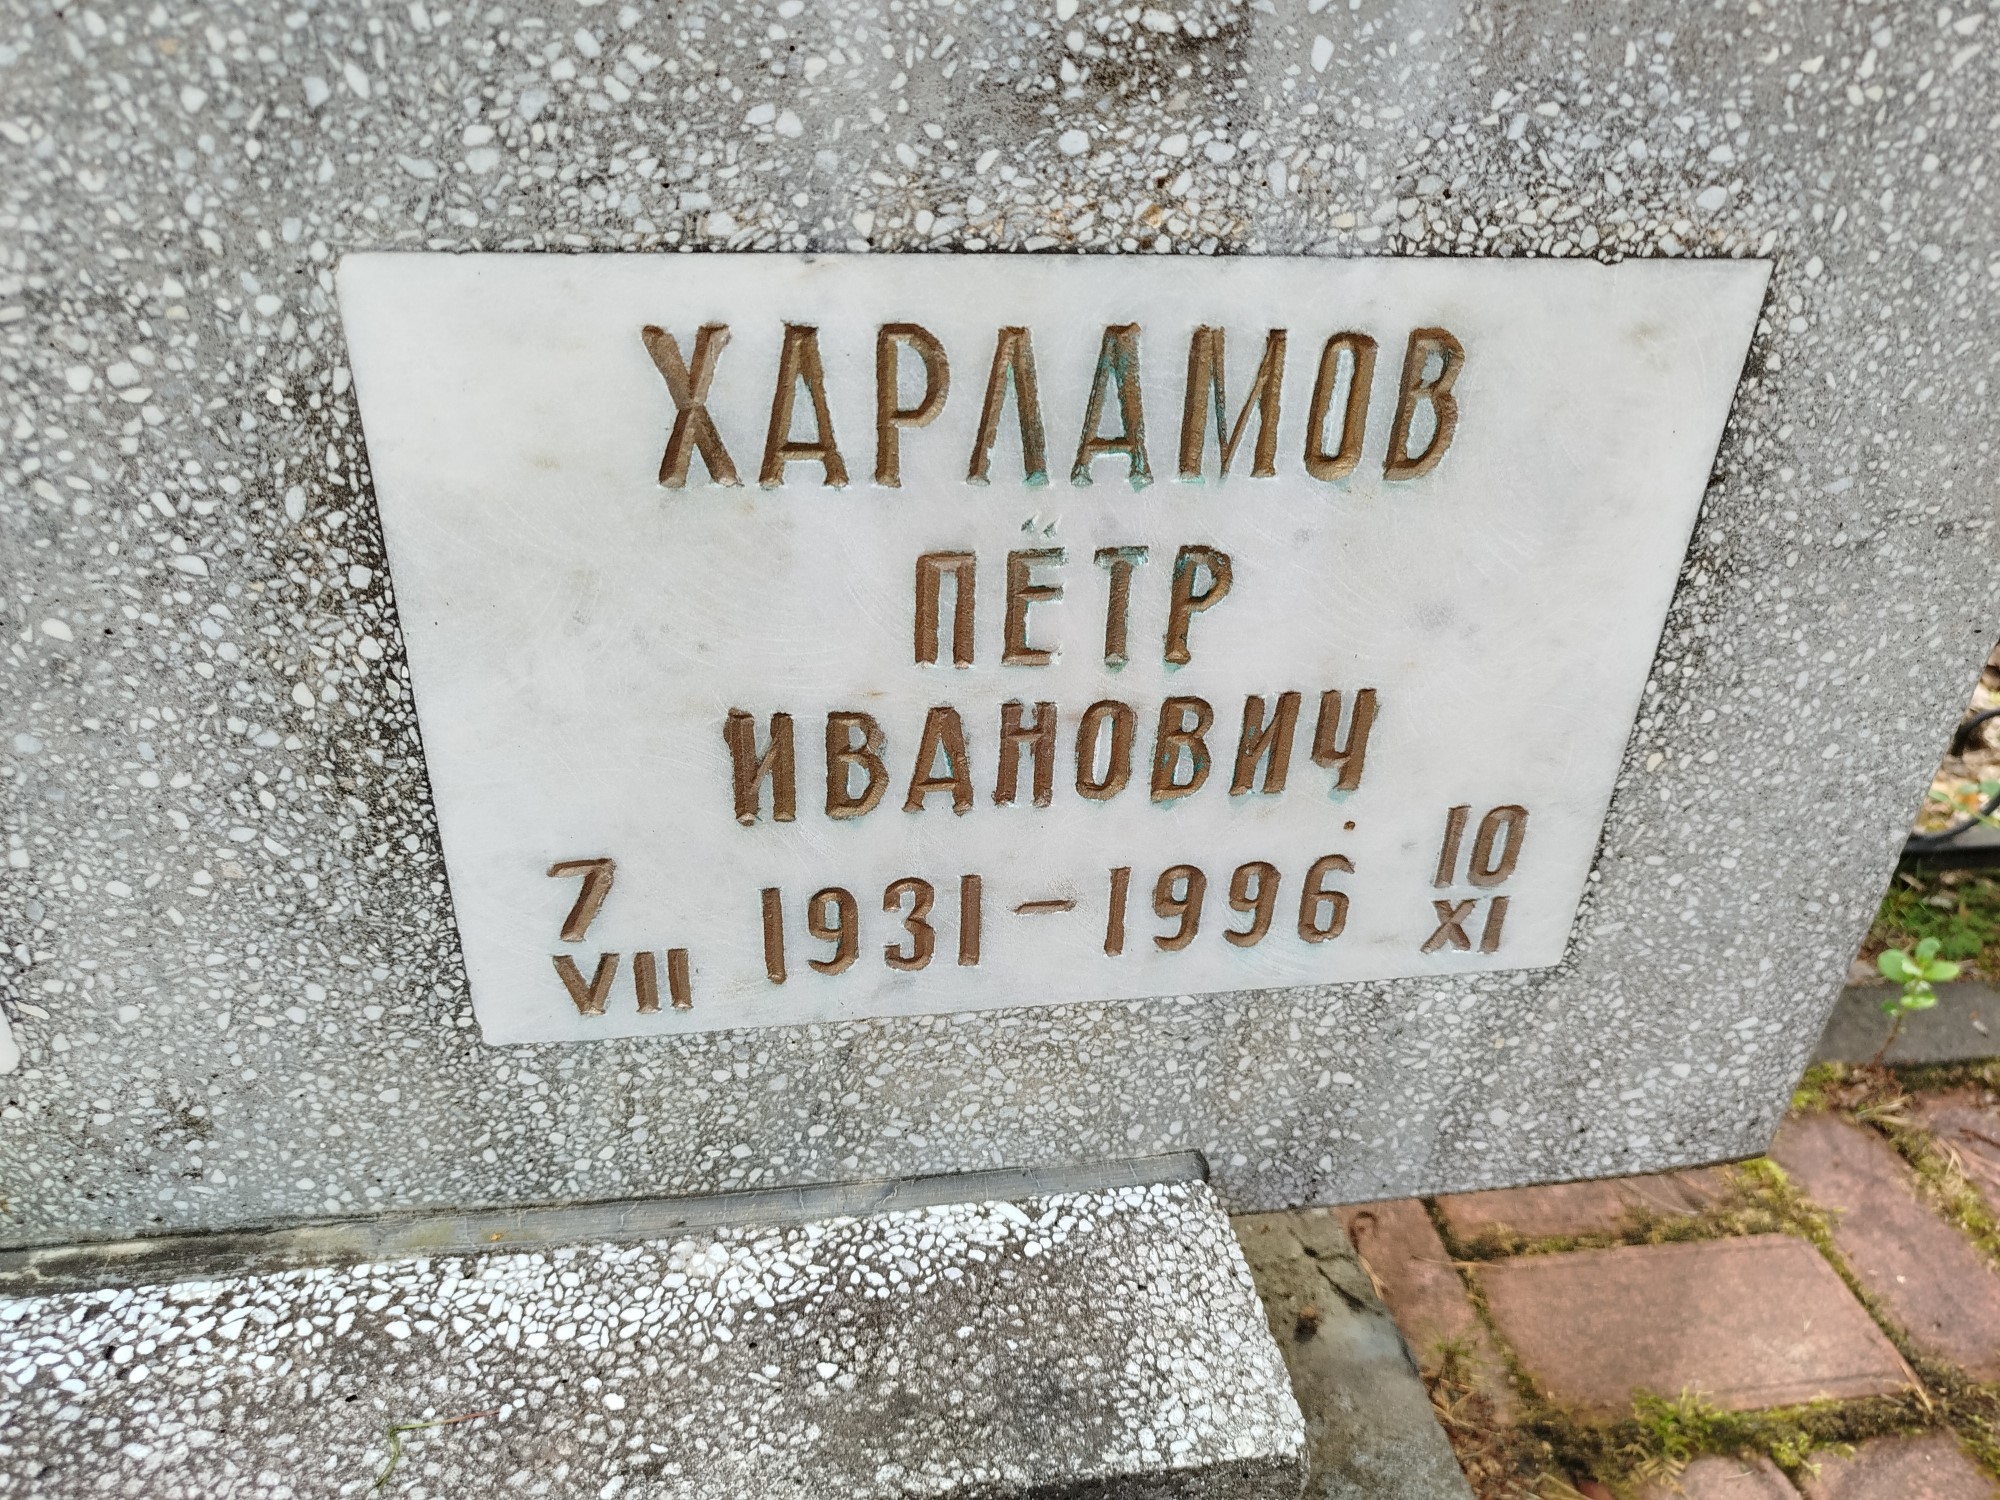 ХАРЛАМОВ
ПЁТР
ИВАНОВИЧ
7 VII 1931 – 1996 10 XI